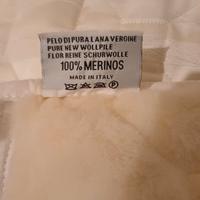 PELO DI PURA LANA VERGINE
PURE NEW WOLLPILE
FLOR REINE SCHURWOLLE
100% MERINOS
MADE IN ITALY